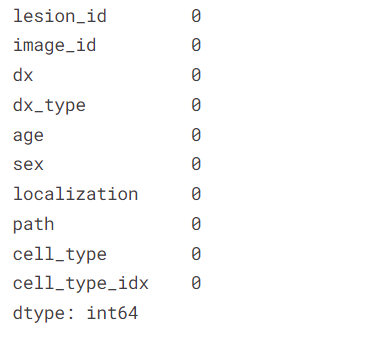 lesion_id 0
image_id 0
dx 0
dx_type 0
age 0
sex 0
localization 0
path 0
cell_type 0
cell_type_idx 0
dtype: int64